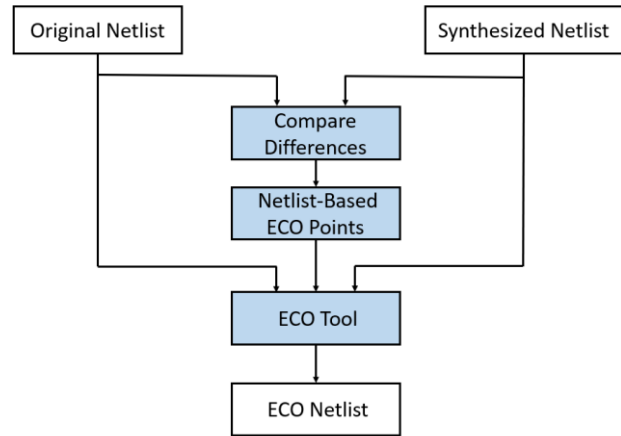 Original Netlist
Synthesized Netlist
Compare
Differences
Netlist-Based
ECO Points
ECO Tool
ECO Netlist